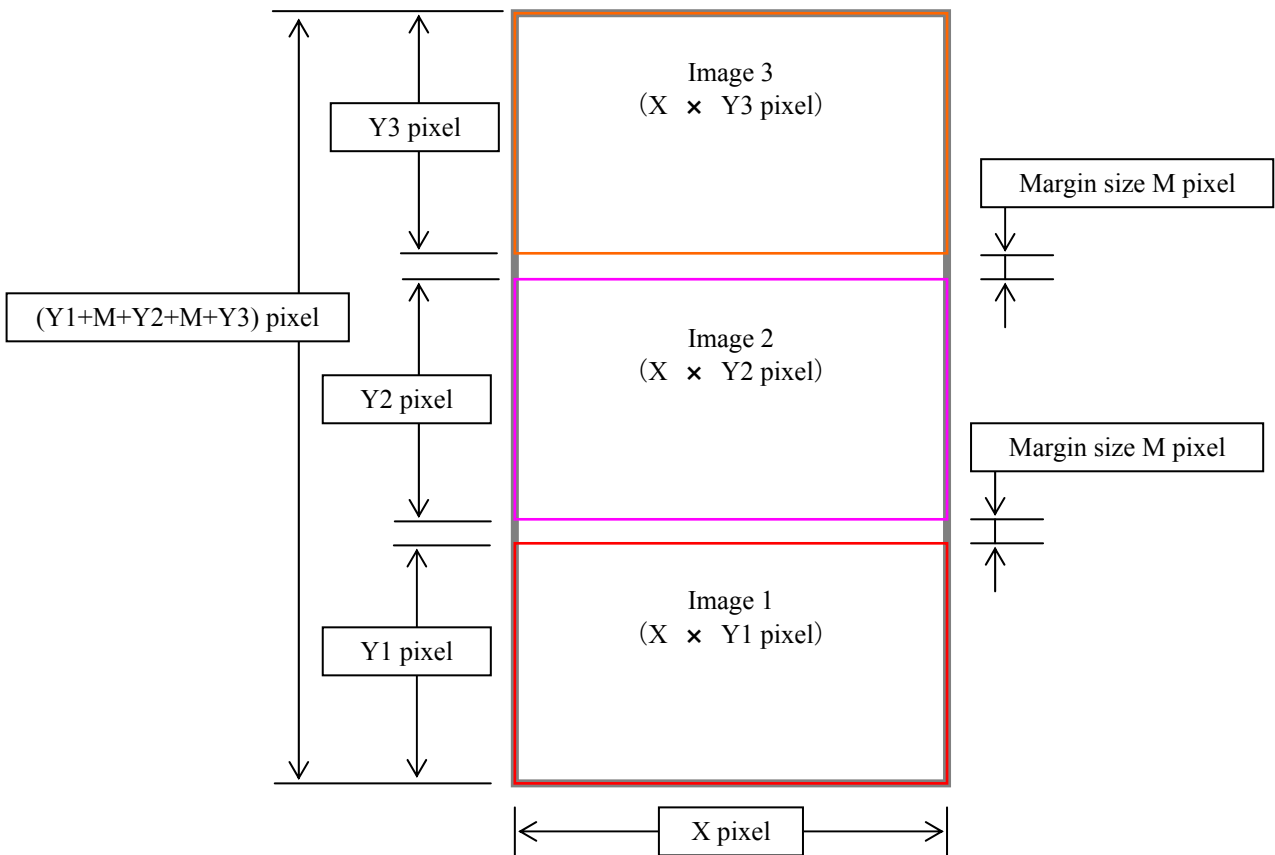 Image 3
(X × Y3 pixel)
Y3 pixel
Margin size M pixel
(Y1+M+Y2+M+Y3) pixel
Image 2
(X × Y2 pixel)
Y2 pixel
Margin size M pixel
Image 1
(X × Y1 pixel)
Y1 pixel
X pixel